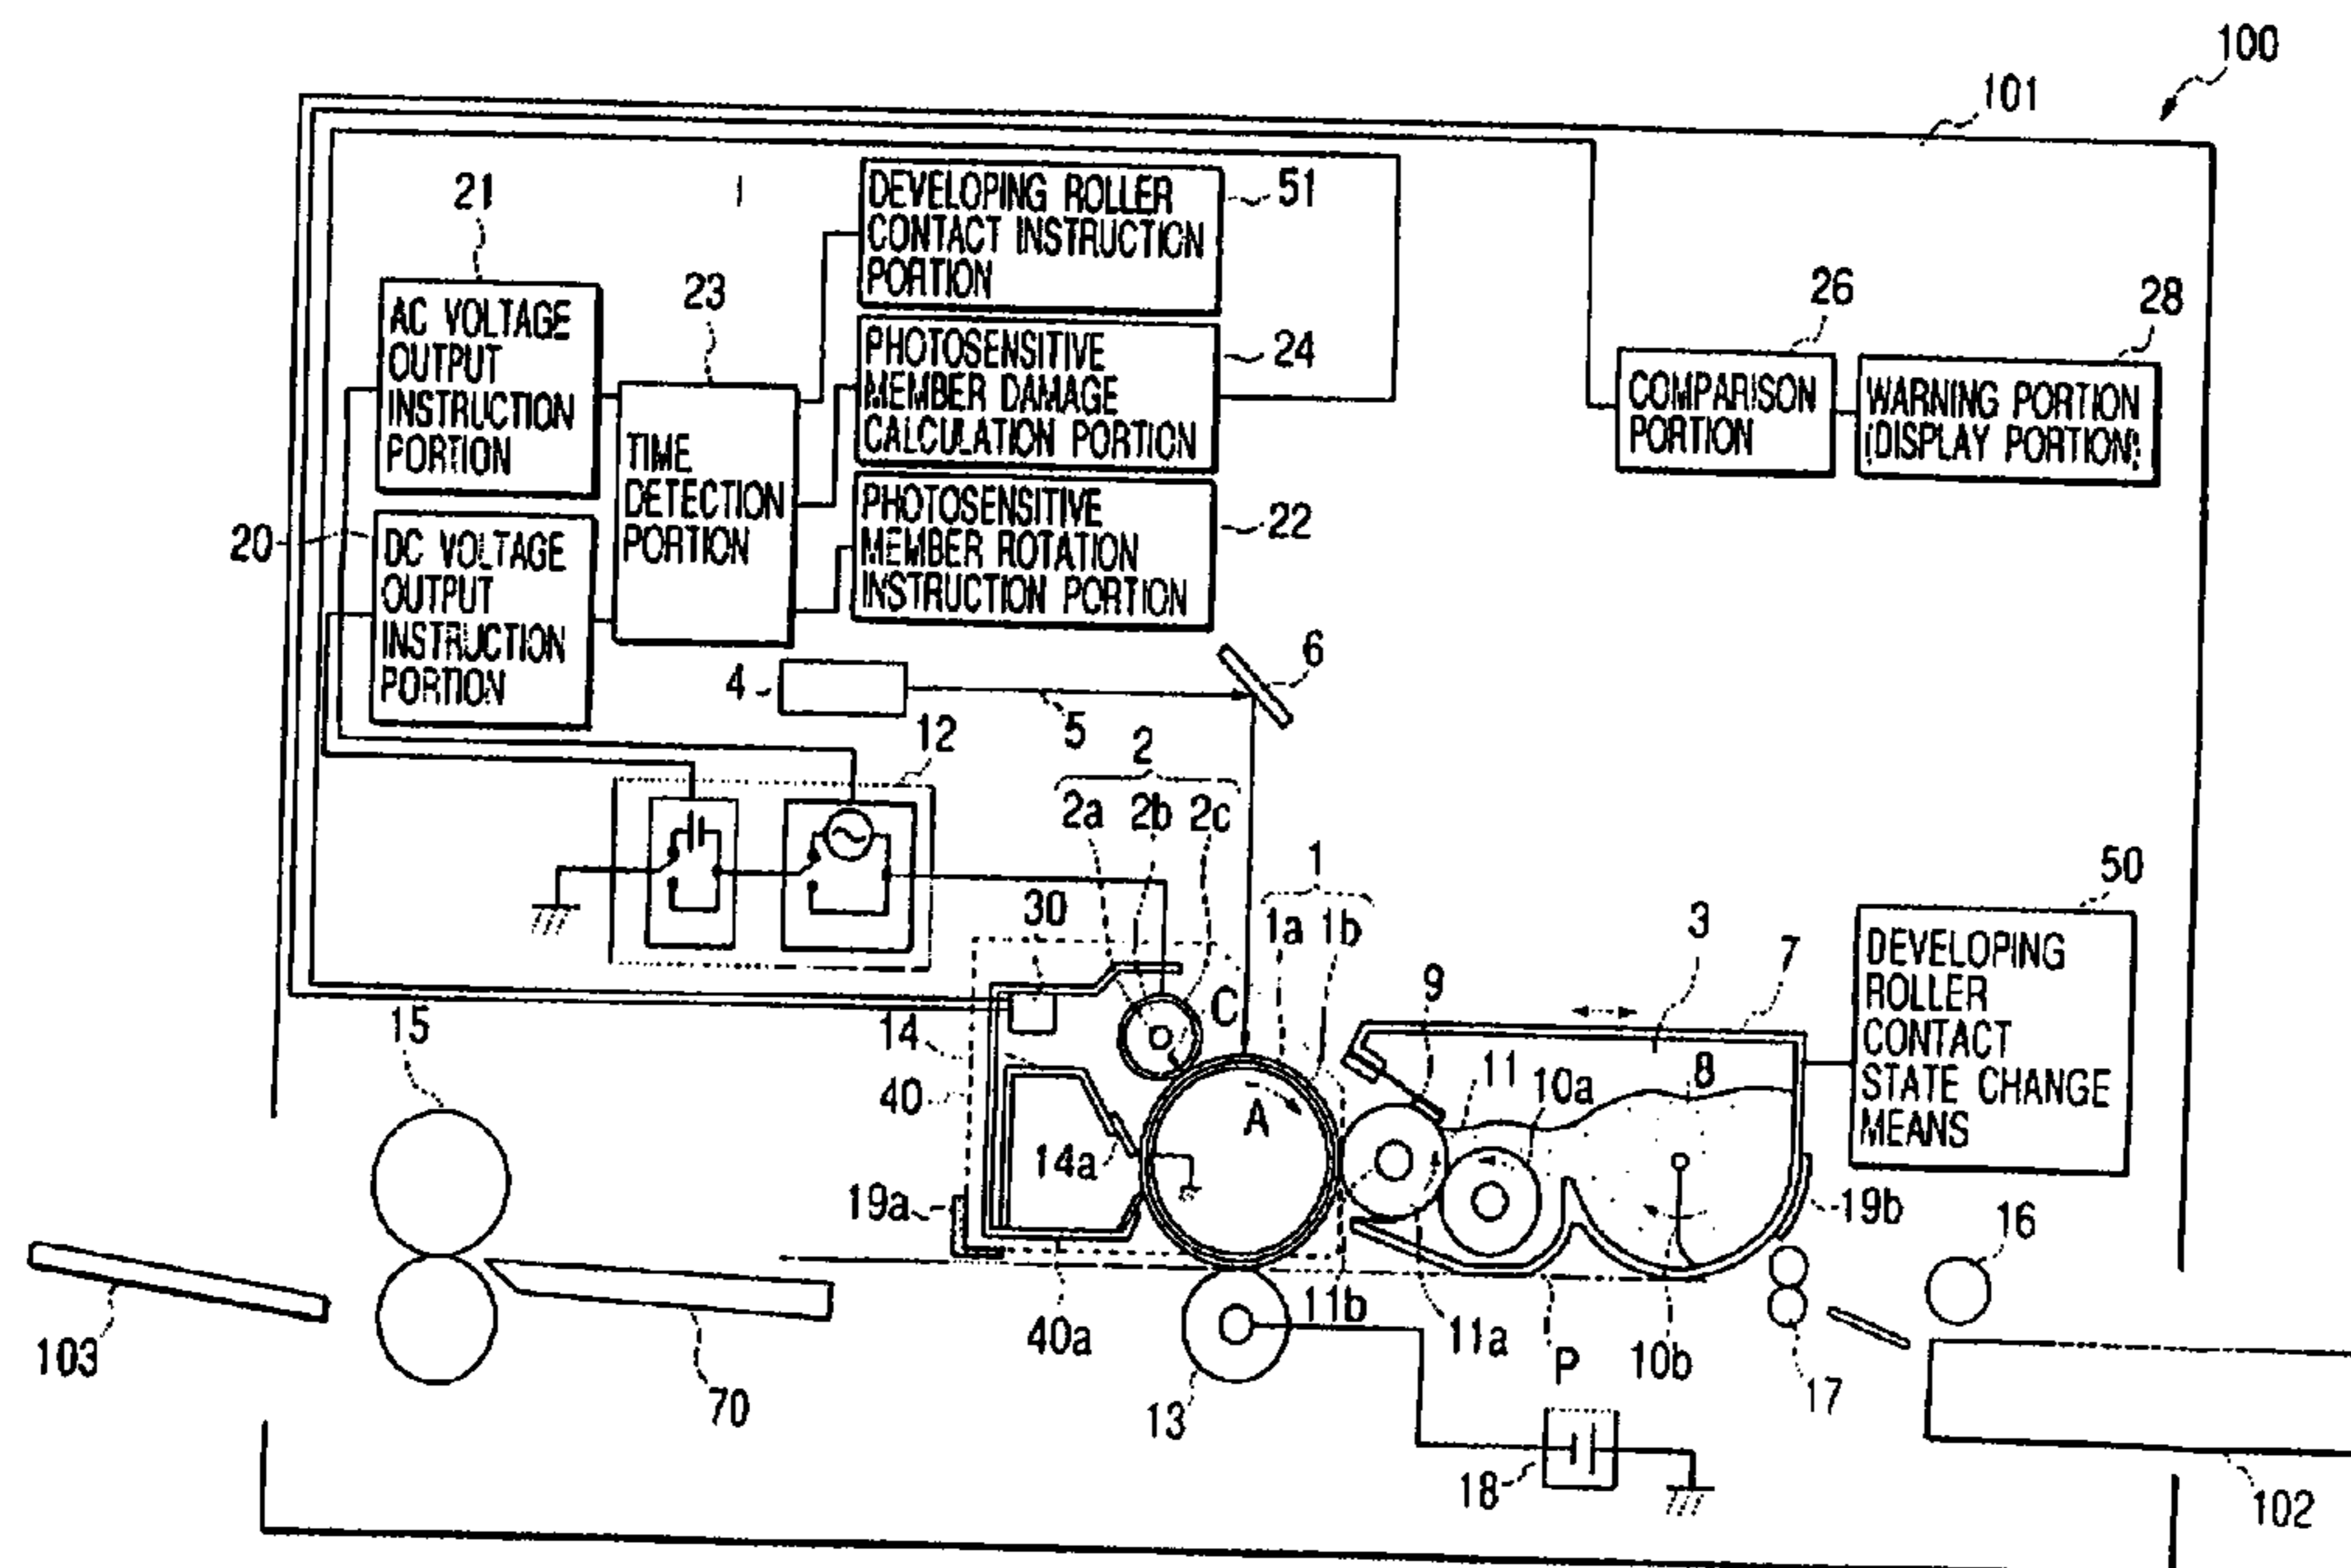 100
101
21
23
DEVELOPING ROLLER
CONTACT INSTRUCTION
PORTION
51
AC VOLTAGE
OUTPUT
INSTRUCTION
PORTION
TIME
DETECTION
PORTION
PHOTOSENSITIVE
MEMBER DAMAGE
CALCULATION PORTION
24
26
28
COMPARISON
PORTION
WARNING PORTION
(DISPLAY PORTION)
20
DC VOLTAGE
OUTPUT
INSTRUCTION
PORTION
PHOTOSENSITIVE
MEMBER ROTATION
INSTRUCTION PORTION
22
4
5
6
12
2
2a 2b 2c
1
1a 1b
30
C
3
7
50
DEVELOPING
ROLLER
CONTACT
STATE CHANGE
MEANS
9
15
14
40
A
11
10a
8
14a
19a
19b
16
103
70
40a
13
11b
11a
P
10b
17
18
102